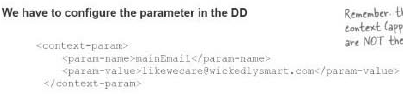 We have to configure the parameter in the DD
Remember. th
context (app
are NOT the
<context-param>
<param-name>mainEmail</param-name>
<param-value>likewecare@wickedlysmart.com</param-value>
</context-param>